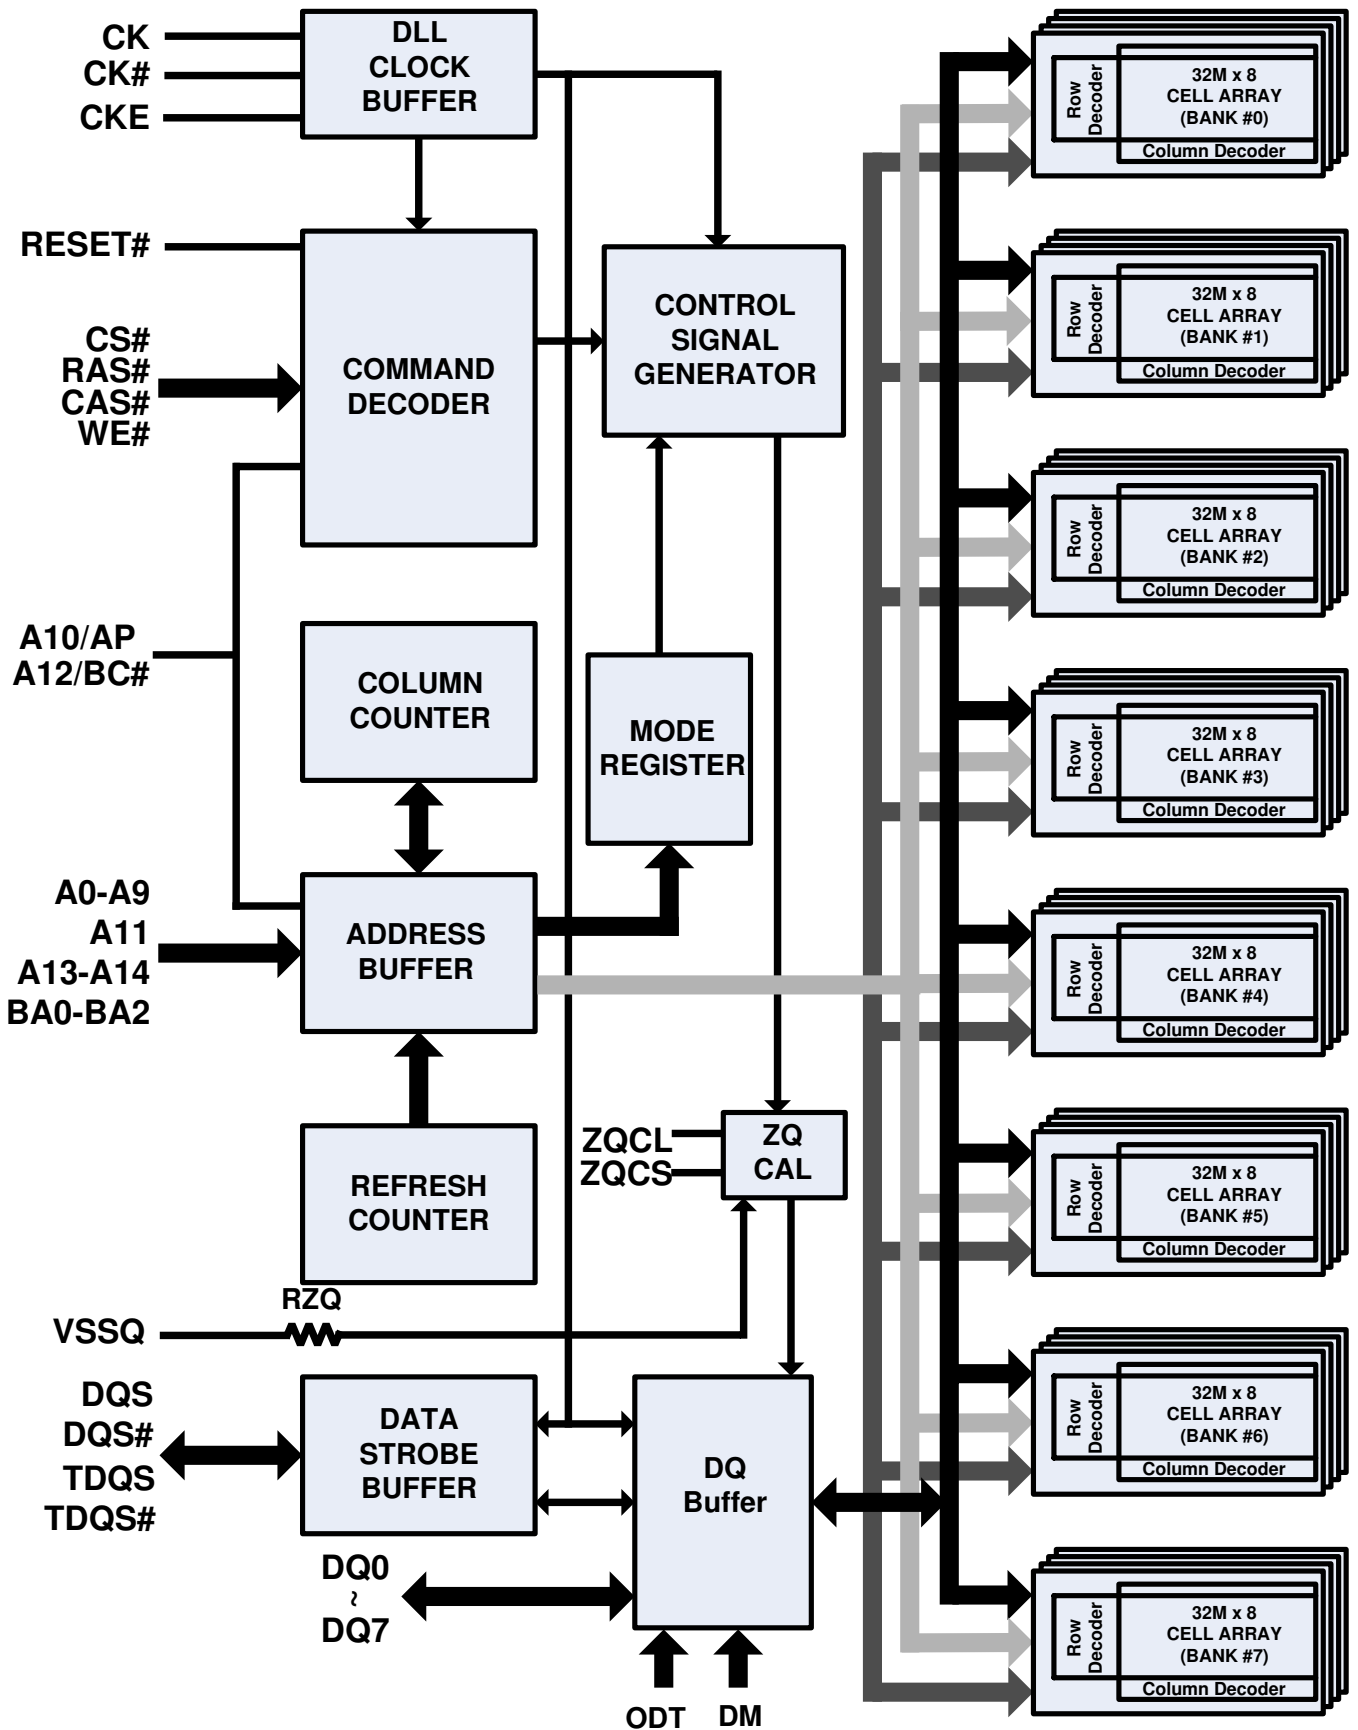 CK
CK#
CKE
DLL
CLOCK
BUFFER
RESET#
CS#
RAS#
CAS#
WE#
COMMAND
DECODER
CONTROL
SIGNAL
GENERATOR
A10/AP
A12/BC#
COLUMN
COUNTER
MODE
REGISTER
A0-A9
A11
A13-A14
BA0-BA2
ADDRESS
BUFFER
REFRESH
COUNTER
ZQCL
ZQCS
ZQ
CAL
RZQ
VSSQ
DQS
DQS#
TDQS
TDQS#
DATA
STROBE
BUFFER
DQ
Buffer
DQ0
~
DQ7
ODT
DM
Row
Decoder
32M x 8
CELL ARRAY
(BANK #0)
Column Decoder
Row
Decoder
32M x 8
CELL ARRAY
(BANK #1)
Column Decoder
Row
Decoder
32M x 8
CELL ARRAY
(BANK #2)
Column Decoder
Row
Decoder
32M x 8
CELL ARRAY
(BANK #3)
Column Decoder
Row
Decoder
32M x 8
CELL ARRAY
(BANK #4)
Column Decoder
Row
Decoder
32M x 8
CELL ARRAY
(BANK #5)
Column Decoder
Row
Decoder
32M x 8
CELL ARRAY
(BANK #6)
Column Decoder
Row
Decoder
32M x 8
CELL ARRAY
(BANK #7)
Column Decoder